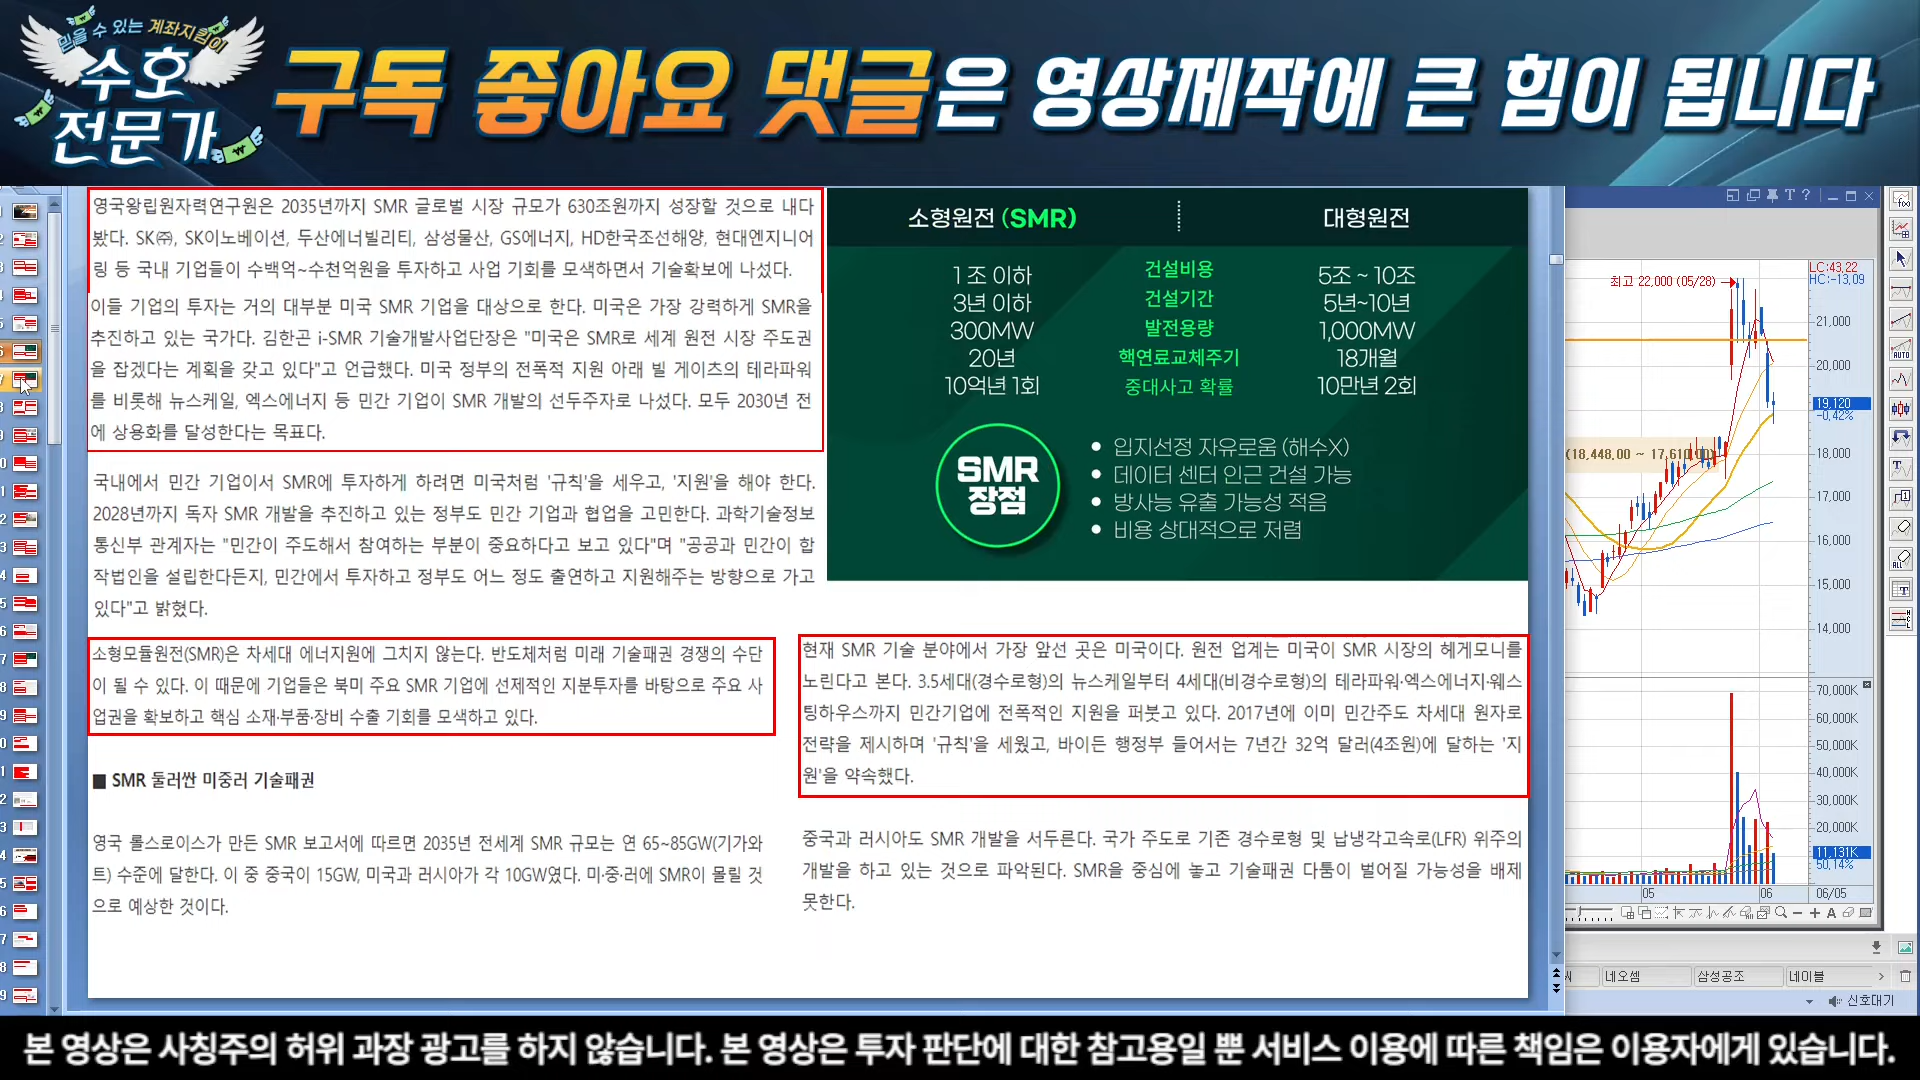 믿을 수 있는 계좌지킴이
수호
전문가
구독 좋아요 댓글은 영상제작에 큰 힘이 됩니다
영국왕립원자력연구원은 2035년까지 SMR 글로벌 시장 규모가 630조원까지 성장할 것으로 내다
봤다. SK㈜, SK이노베이션, 두산에너빌리티, 삼성물산, GS에너지, HD한국조선해양, 현대엔지니어
링 등 국내 기업들이 수백억~수천억원을 투자하고 사업 기회를 모색하면서 기술확보에 나섰다.
이들 기업의 투자는 거의 대부분 미국 SMR 기업을 대상으로 한다. 미국은 가장 강력하게 SMR을
추진하고 있는 국가다. 김한곤 i-SMR 기술개발사업단장은 "미국은 SMR로 세계 원전 시장 주도권
을 잡겠다는 계획을 갖고 있다"고 언급했다. 미국 정부의 전폭적 지원 아래 빌 게이츠의 테라파워
를 비롯해 뉴스케일, 엑스에너지 등 민간 기업이 SMR 개발의 선두주자로 나섰다. 모두 2030년 전
에 상용화를 달성한다는 목표다.
국내에서 민간 기업이서 SMR에 투자하게 하려면 미국처럼 '규칙'을 세우고, '지원'을 해야 한다.
2028년까지 독자 SMR 개발을 추진하고 있는 정부도 민간 기업과 협업을 고민한다. 과학기술정보
통신부 관계자는 "민간이 주도해서 참여하는 부분이 중요하다고 보고 있다"며 "공공과 민간이 합
작법인을 설립한다든지, 민간에서 투자하고 정부도 어느 정도 출연하고 지원해주는 방향으로 가고
있다"고 밝혔다.
소형모듈원전(SMR)은 차세대 에너지원에 그치지 않는다. 반도체처럼 미래 기술패권 경쟁의 수단
이 될 수 있다. 이 때문에 기업들은 북미 주요 SMR 기업에 선제적인 지분투자를 바탕으로 주요 사
업권을 확보하고 핵심 소재·부품·장비 수출 기회를 모색하고 있다.
■ SMR 둘러싼 미중러 기술패권
영국 롤스로이스가 만든 SMR 보고서에 따르면 2035년 전세계 SMR 규모는 연 65~85GW(기가와
트) 수준에 달한다. 이 중 중국이 15GW, 미국과 러시아가 각 10GW였다. 미·중·러에 SMR이 몰릴 것
으로 예상한 것이다.
소형원전 (SMR) 대형원전
1조 이하 건설비용 5조 ~ 10조
3년 이하 건설기간 5년~10년
300MW 발전용량 1,000MW
20년 핵연료교체주기 18개월
10억년 1회 중대사고 확률 10만년 2회
SMR
장점
• 입지선정 자유로움 (해수X)
• 데이터 센터 인근 건설 가능
• 방사능 유출 가능성 적음
• 비용 상대적으로 저렴
현재 SMR 기술 분야에서 가장 앞선 곳은 미국이다. 원전 업계는 미국이 SMR 시장의 헤게모니를
노린다고 본다. 3.5세대(경수로형)의 뉴스케일부터 4세대(비경수로형)의 테라파워·엑스에너지·웨스
팅하우스까지 민간기업에 전폭적인 지원을 퍼붓고 있다. 2017년에 이미 민간주도 차세대 원자로
전략을 제시하며 '규칙'을 세웠고, 바이든 행정부 들어서는 7년간 32억 달러(4조원)에 달하는 '지
원'을 약속했다.
중국과 러시아도 SMR 개발을 서두른다. 국가 주도로 기존 경수로형 및 납냉각고속로(LFR) 위주의
개발을 하고 있는 것으로 파악된다. SMR을 중심에 놓고 기술패권 다툼이 벌어질 가능성을 배제
못한다.
LC:43,22
HC:-13,09
최고 22,000 (05/28)
21,000
20,000
19,120
-0,42%
(18,448,00 ~ 17,610,00)
18,000
17,000
16,000
15,000
14,000
70,000K
60,000K
50,000K
40,000K
30,000K
20,000K
11,131K
50,14%
05 06 06/05
네오셈 삼성공조 네이블
신호대기
본 영상은 사칭주의 허위 과장 광고를 하지 않습니다. 본 영상은 투자 판단에 대한 참고용일 뿐 서비스 이용에 따른 책임은 이용자에게 있습니다.